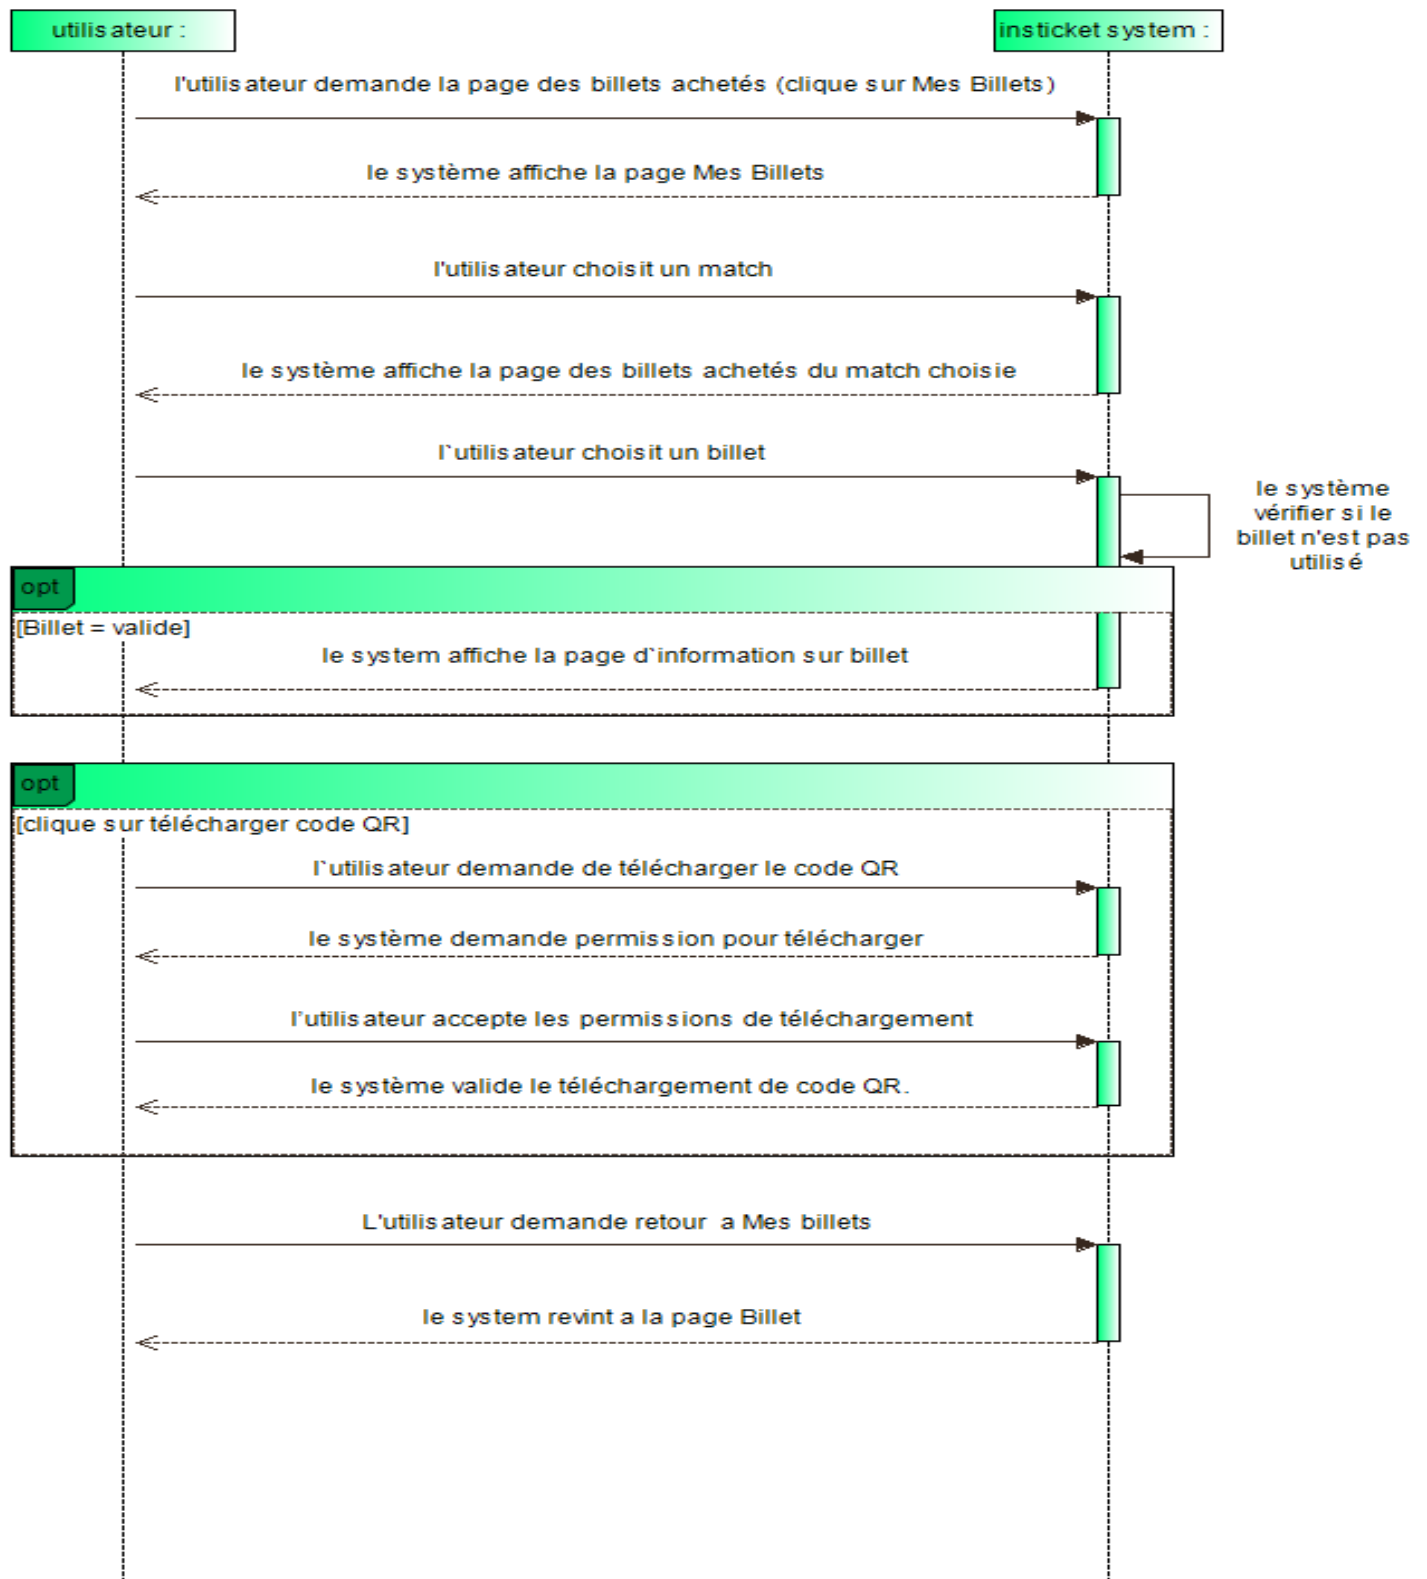 utilisateur :
insticket system :
l'utilisateur demande la page des billets achetés (clique sur Mes Billets)
le système affiche la page Mes Billets
l'utilisateur choisit un match
le système affiche la page des billets achetés du match choisie
l`utilisateur choisit un billet
le système
vérifier si le
billet n'est pas
utilisé
opt
[Billet = valide]
le system affiche la page d`information sur billet
opt
[clique sur télécharger code QR]
l`utilisateur demande de télécharger le code QR
le système demande permission pour télécharger
l’utilisateur accepte les permissions de téléchargement
le système valide le téléchargement de code QR.
L'utilisateur demande retour a Mes billets
le system revint a la page Billet